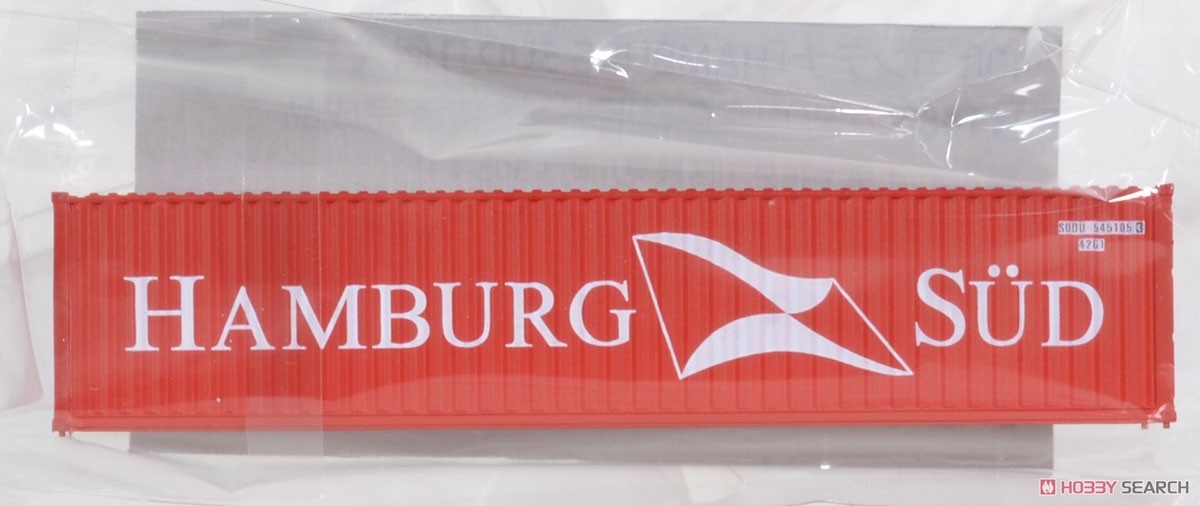 SUDU 545105 3
42G1
HAMBURG SÜD
HOBBY SEARCH